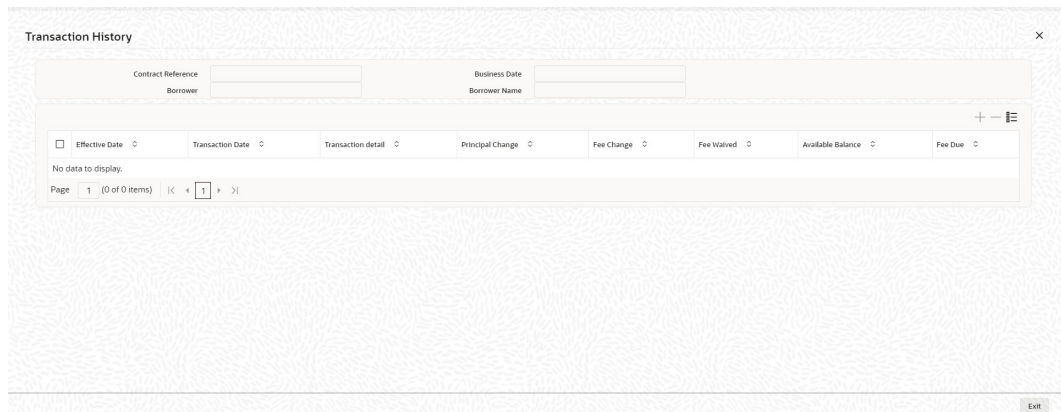 Transaction History
Contract Reference
Business Date
Borrower
Borrower Name
Effective Date Transaction Date Transaction detail Principal Change Fee Change Fee Waived Available Balance Fee Due
No data to display.
Page 1 (0 of 0 items) 1
Exit